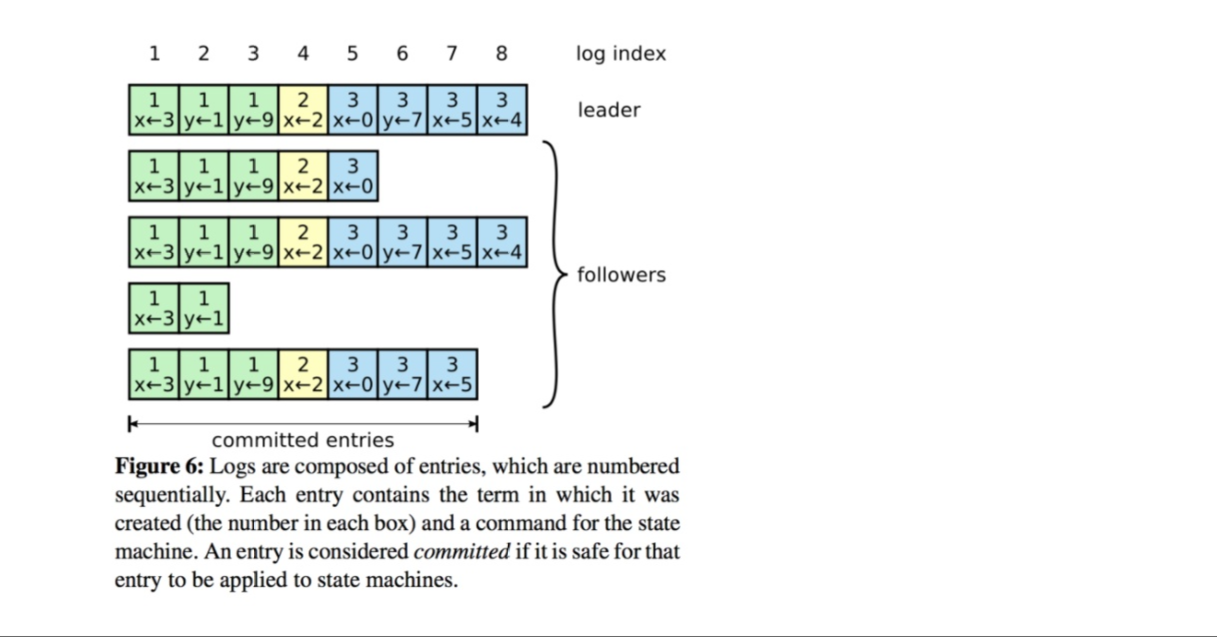 1 2 3 4 5 6 7 8 log index
1 1 1 2 3 3 3 3
x←3 y←1 y←9 x←2 x←0 y←7 x←5 x←4
leader
1 1 1 2 3
x←3 y←1 y←9 x←2 x←0
1 1 1 2 3 3 3 3
x←3 y←1 y←9 x←2 x←0 y←7 x←5 x←4
followers
1 1
x←3 y←1
1 1 1 2 3 3 3
x←3 y←1 y←9 x←2 x←0 y←7 x←5
committed entries
Figure 6: Logs are composed of entries, which are numbered
sequentially. Each entry contains the term in which it was
created (the number in each box) and a command for the state
machine. An entry is considered committed if it is safe for that
entry to be applied to state machines.